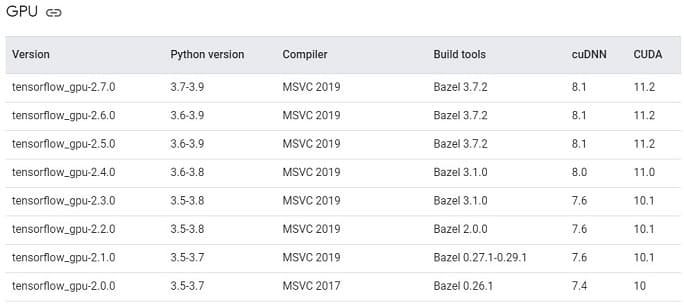 GPU
Version Python version Compiler Build tools cuDNN CUDA
tensorflow_gpu-2.7.0 3.7-3.9 MSVC 2019 Bazel 3.7.2 8.1 11.2
tensorflow_gpu-2.6.0 3.6-3.9 MSVC 2019 Bazel 3.7.2 8.1 11.2
tensorflow_gpu-2.5.0 3.6-3.9 MSVC 2019 Bazel 3.7.2 8.1 11.2
tensorflow_gpu-2.4.0 3.6-3.8 MSVC 2019 Bazel 3.1.0 8.0 11.0
tensorflow_gpu-2.3.0 3.5-3.8 MSVC 2019 Bazel 3.1.0 7.6 10.1
tensorflow_gpu-2.2.0 3.5-3.8 MSVC 2019 Bazel 2.0.0 7.6 10.1
tensorflow_gpu-2.1.0 3.5-3.7 MSVC 2019 Bazel 0.27.1-0.29.1 7.6 10.1
tensorflow_gpu-2.0.0 3.5-3.7 MSVC 2017 Bazel 0.26.1 7.4 10